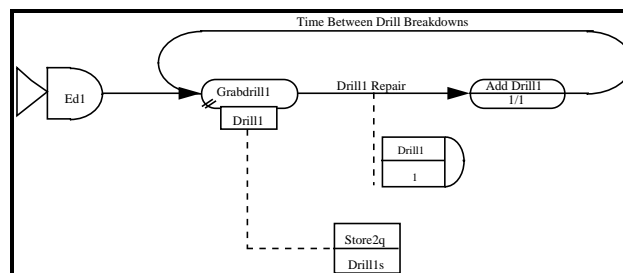 Time Between Drill Breakdowns
Ed1
Grabdrill1
Drill1 Repair
Add Drill1
1/1
Drill1
Drill1
1
Store2q
Drill1s